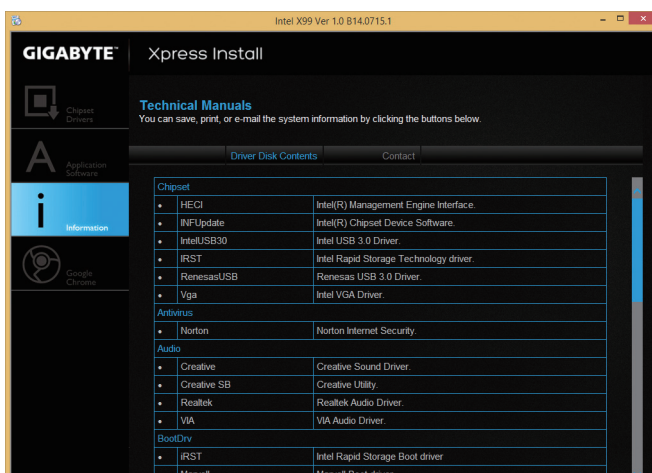 Intel X99 Ver 1.0 B14.0715.1
GIGABYTE™ Xpress Install
Chipset
Drivers
Application
Software
Information
Google
Chrome
Technical Manuals
You can save, print, or e-mail the system information by clicking the buttons below.
Driver Disk Contents Contact
Chipset
• HECI Intel(R) Management Engine Interface.
• INFUpdate Intel(R) Chipset Device Software.
• IntelUSB30 Intel USB 3.0 Driver.
• IRST Intel Rapid Storage Technology driver.
• RenesasUSB Renesas USB 3.0 Driver.
• Vga Intel VGA Driver.
Antivirus
• Norton Norton Internet Security.
Audio
• Creative Creative Sound Driver.
• Creative SB Creative Utility.
• Realtek Realtek Audio Driver.
• VIA VIA Audio Driver.
BootDrv
• iRST Intel Rapid Storage Boot driver